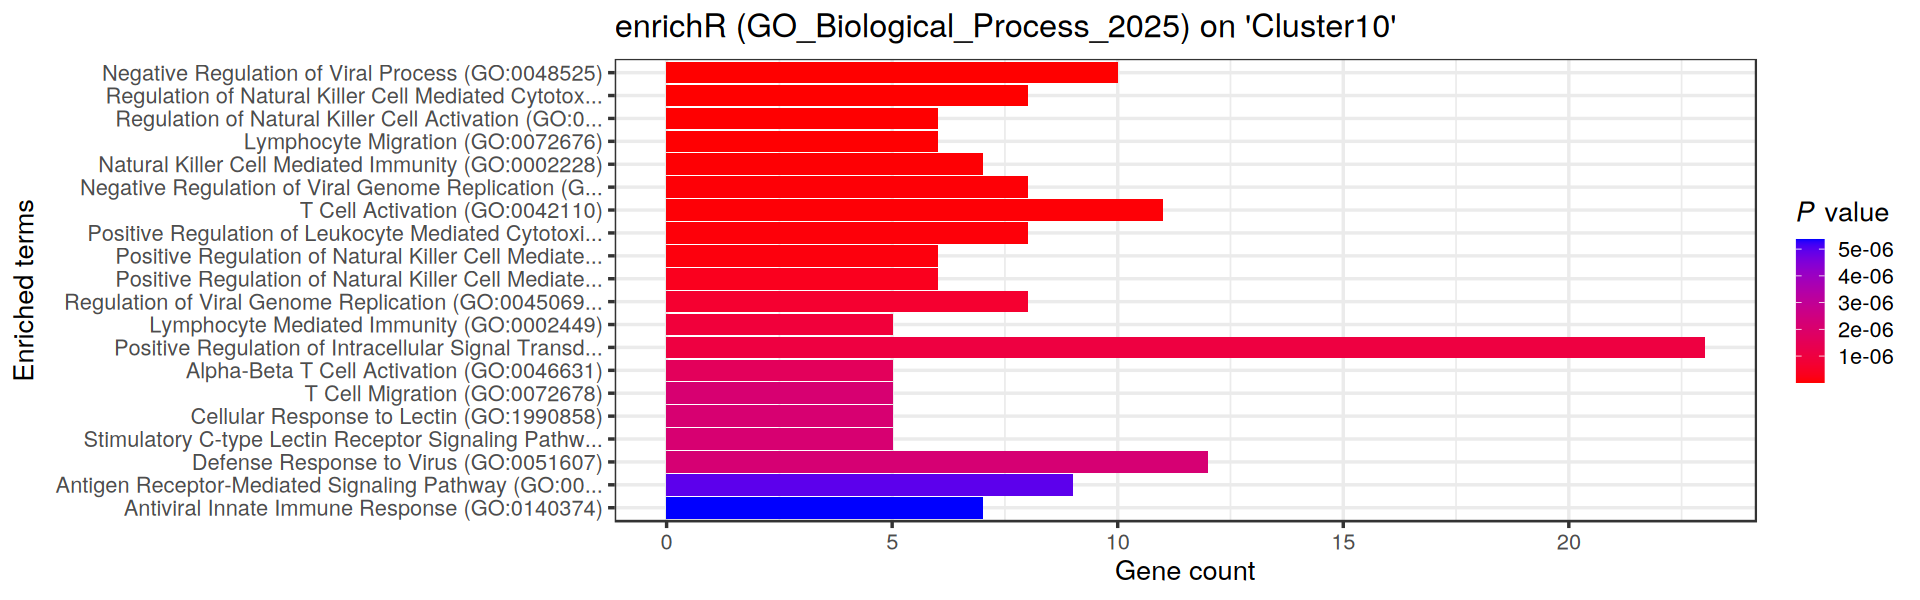 enrichR (GO_Biological_Process_2025) on 'Cluster10'
Enriched terms
Negative Regulation of Viral Process (GO:0048525)
Regulation of Natural Killer Cell Mediated Cytotox...
Regulation of Natural Killer Cell Activation (GO:0...
Lymphocyte Migration (GO:0072676)
Natural Killer Cell Mediated Immunity (GO:0002228)
Negative Regulation of Viral Genome Replication (G...
T Cell Activation (GO:0042110)
Positive Regulation of Leukocyte Mediated Cytotoxi...
Positive Regulation of Natural Killer Cell Mediate...
Positive Regulation of Natural Killer Cell Mediate...
Regulation of Viral Genome Replication (GO:0045069...
Lymphocyte Mediated Immunity (GO:0002449)
Positive Regulation of Intracellular Signal Transd...
Alpha-Beta T Cell Activation (GO:0046631)
T Cell Migration (GO:0072678)
Cellular Response to Lectin (GO:1990858)
Stimulatory C-type Lectin Receptor Signaling Pathw...
Defense Response to Virus (GO:0051607)
Antigen Receptor-Mediated Signaling Pathway (GO:00...
Antiviral Innate Immune Response (GO:0140374)
0 5 10 15 20
Gene count
P value
5e-06
4e-06
3e-06
2e-06
1e-06